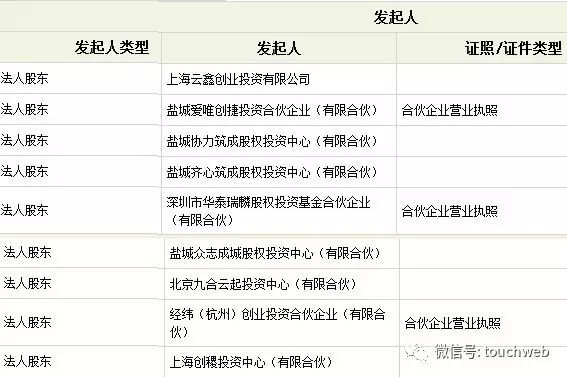 发起人
发起人类型 发起人 证照/证件类型
法人股东 上海云鑫创业投资有限公司
法人股东 盐城爱唯创捷投资合伙企业（有限合伙） 合伙企业营业执照
法人股东 盐城协力筑成股权投资中心（有限合伙）
法人股东 盐城齐心筑成股权投资中心（有限合伙）
法人股东 深圳市华泰瑞麟股权投资基金合伙企业
（有限合伙） 合伙企业营业执照
法人股东 盐城众志成城股权投资中心（有限合伙）
法人股东 北京九合云起投资中心（有限合伙）
法人股东 经纬（杭州）创业投资合伙企业（有限合
伙） 合伙企业营业执照
法人股东 上海创稷投资中心（有限合伙）
微信号: touchweb